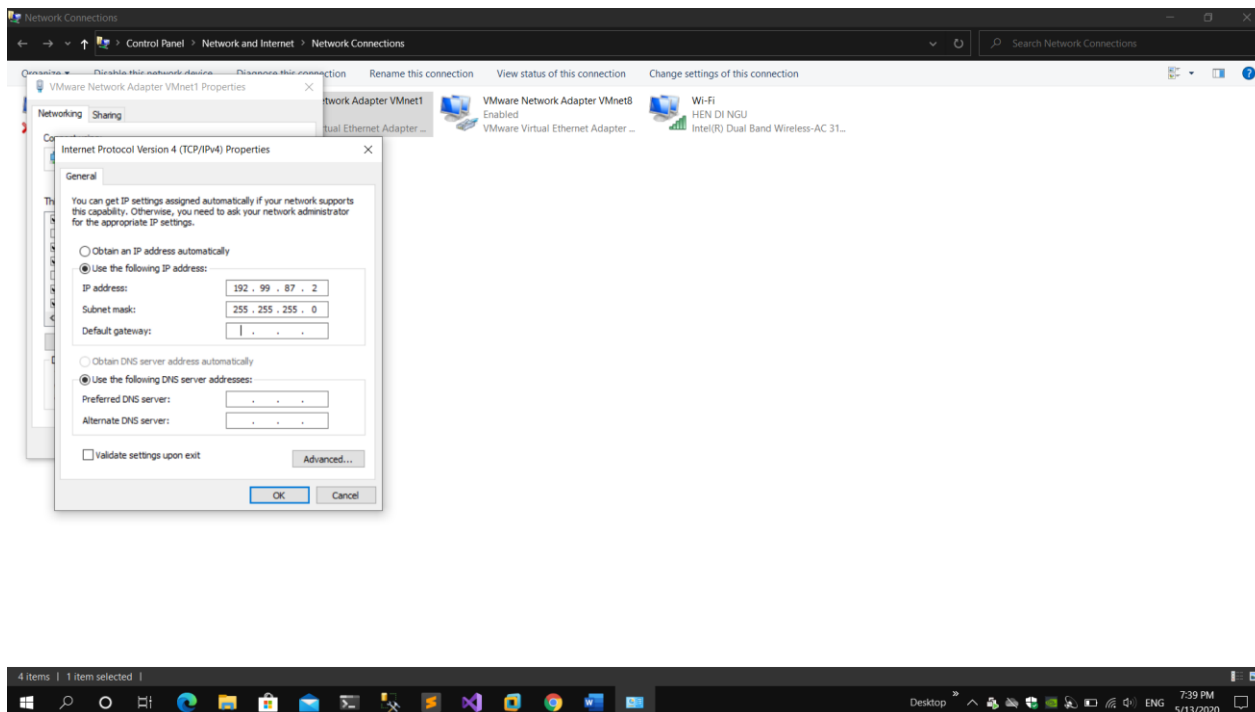 Network Connections
Control Panel > Network and Internet > Network Connections
Search Network Connections
Organize Disable this network device Diagnose this connection Rename this connection View status of this connection Change settings of this connection
VMware Network Adapter VMnet1 Properties
Networking Sharing
twork Adapter VMnet1
tual Ethernet Adapter ...
VMware Network Adapter VMnet8
Enabled
VMware Virtual Ethernet Adapter ...
Wi-Fi
HEN DI NGU
Intel(R) Dual Band Wireless-AC 31...
Internet Protocol Version 4 (TCP/IPv4) Properties
General
You can get IP settings assigned automatically if your network supports
this capability. Otherwise, you need to ask your network administrator
for the appropriate IP settings.
Obtain an IP address automatically
Use the following IP address:
IP address: 192 . 99 . 87 . 2
Subnet mask: 255 . 255 . 255 . 0
Default gateway: . . .
Obtain DNS server address automatically
Use the following DNS server addresses:
Preferred DNS server: . . .
Alternate DNS server: . . .
Validate settings upon exit
Advanced...
OK Cancel
4 items | 1 item selected |
Desktop » ENG 7:39 PM
5/13/2020